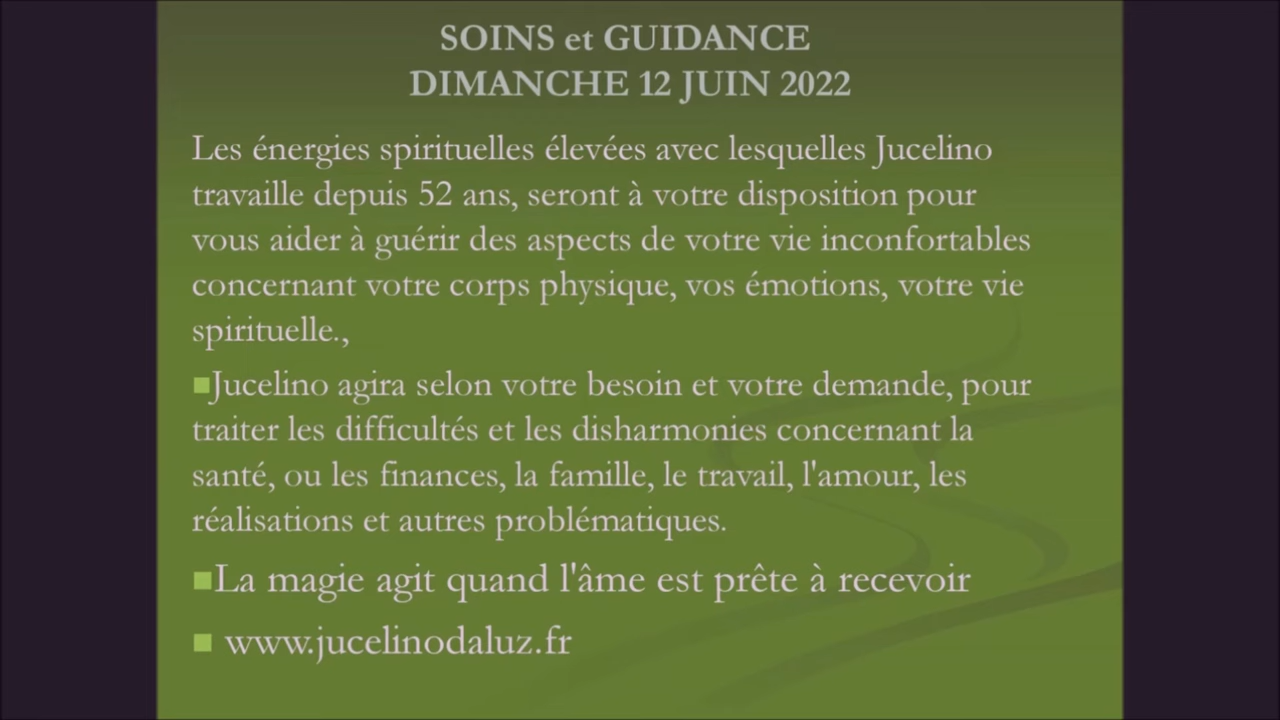 SOINS et GUIDANCE
DIMANCHE 12 JUIN 2022
Les énergies spirituelles élevées avec lesquelles Jucelino
travaille depuis 52 ans, seront à votre disposition pour
vous aider à guérir des aspects de votre vie inconfortables
concernant votre corps physique, vos émotions, votre vie
spirituelle.,
■Jucelino agira selon votre besoin et votre demande, pour
traiter les difficultés et les disharmonies concernant la
santé, ou les finances, la famille, le travail, l'amour, les
réalisations et autres problématiques.
■La magie agit quand l'âme est prête à recevoir
■ www.jucelinodaluz.fr